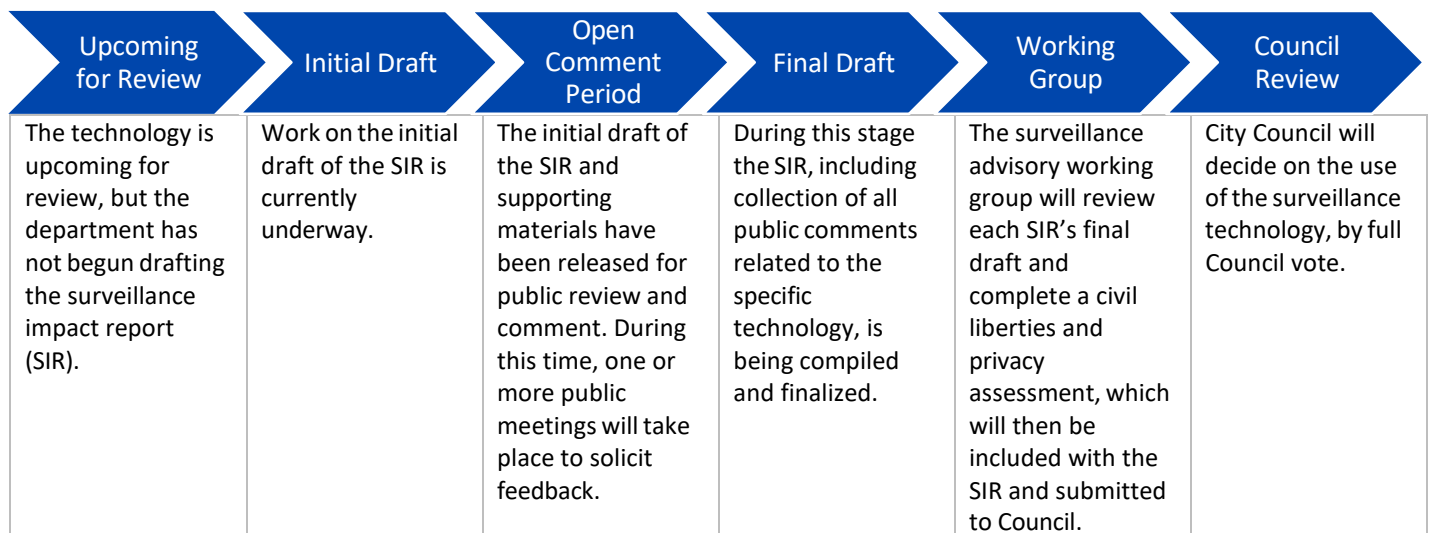 Upcoming
for Review
Initial Draft
Open
Comment
Period
Final Draft
Working
Group
Council
Review
The technology is
upcoming for
review, but the
department has
not begun drafting
the surveillance
impact report
(SIR).
Work on the initial
draft of the SIR is
currently
underway.
The initial draft of
the SIR and
supporting
materials have
been released for
public review and
comment. During
this time, one or
more public
meetings will take
place to solicit
feedback.
During this stage
the SIR, including
collection of all
public comments
related to the
specific
technology, is
being compiled
and finalized.
The surveillance
advisory working
group will review
each SIR’s final
draft and
complete a civil
liberties and
privacy
assessment, which
will then be
included with the
SIR and submitted
to Council.
City Council will
decide on the use
of the surveillance
technology, by full
Council vote.